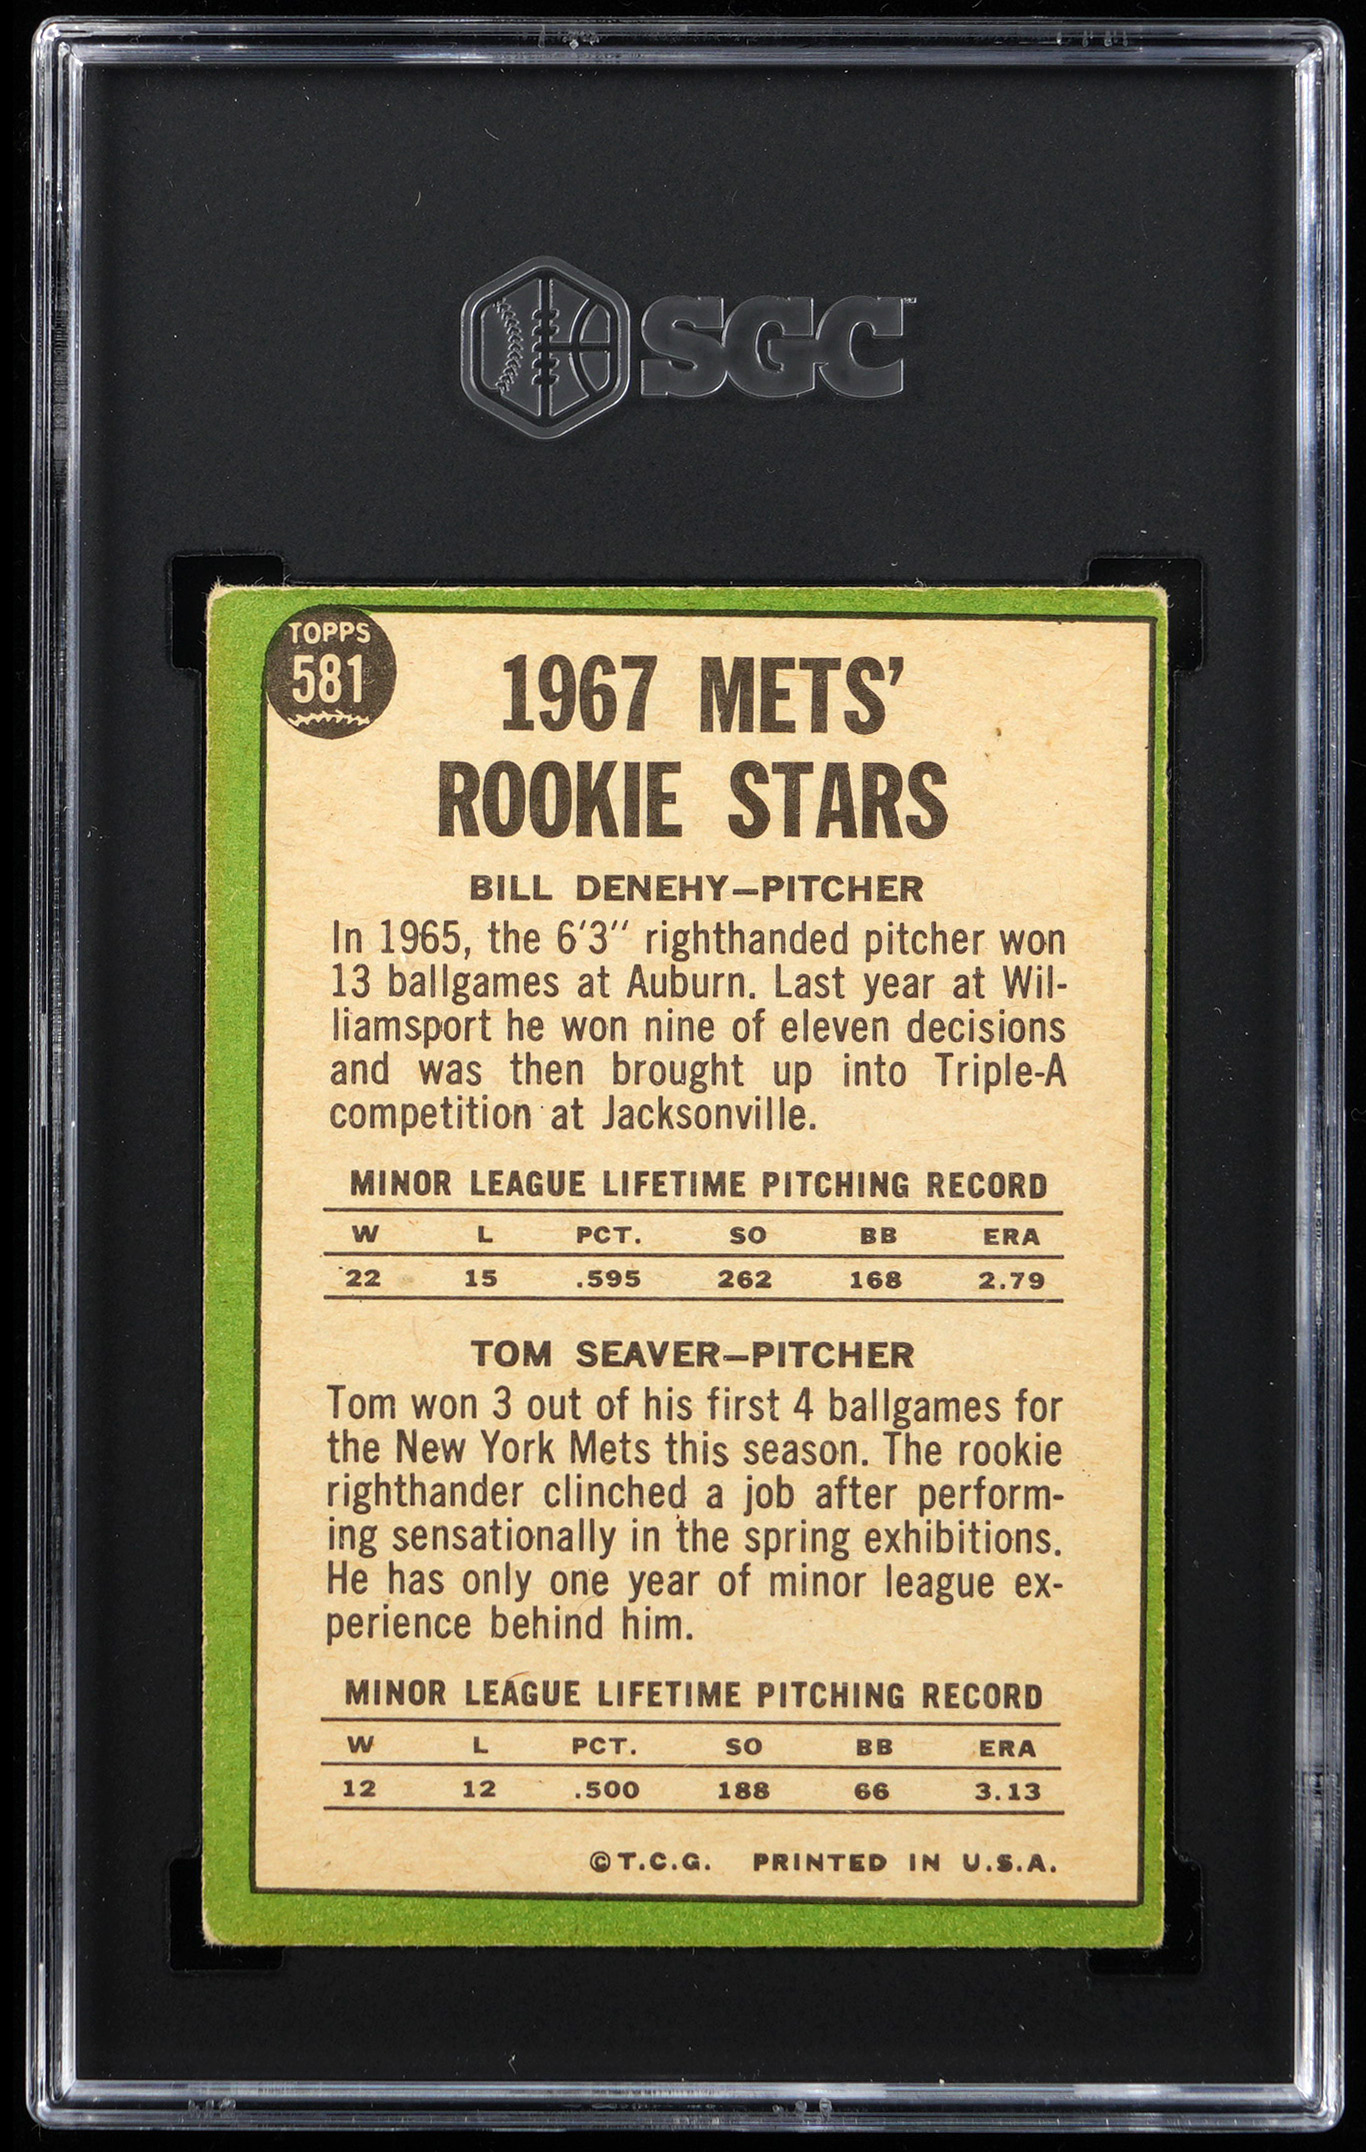 SGC
TOPPS
581
1967 METS'
ROOKIE STARS
BILL DENEHY—PITCHER
In 1965, the 6'3" righthanded pitcher won
13 ballgames at Auburn. Last year at Wil-
liamsport he won nine of eleven decisions
and was then brought up into Triple-A
competition at Jacksonville.
MINOR LEAGUE LIFETIME PITCHING RECORD
W L PCT. SO BB ERA
22 15 .595 262 168 2.79
TOM SEAVER—PITCHER
Tom won 3 out of his first 4 ballgames for
the New York Mets this season. The rookie
righthander clinched a job after perform-
ing sensationally in the spring exhibitions.
He has only one year of minor league ex-
perience behind him.
MINOR LEAGUE LIFETIME PITCHING RECORD
W L PCT. SO BB ERA
12 12 .500 188 66 3.13
©T.C.G. PRINTED IN U.S.A.